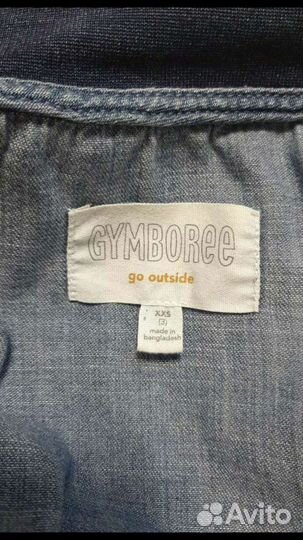 GYMBOREE
go outside
XXS
(3)
made in
bangladesh
Avito